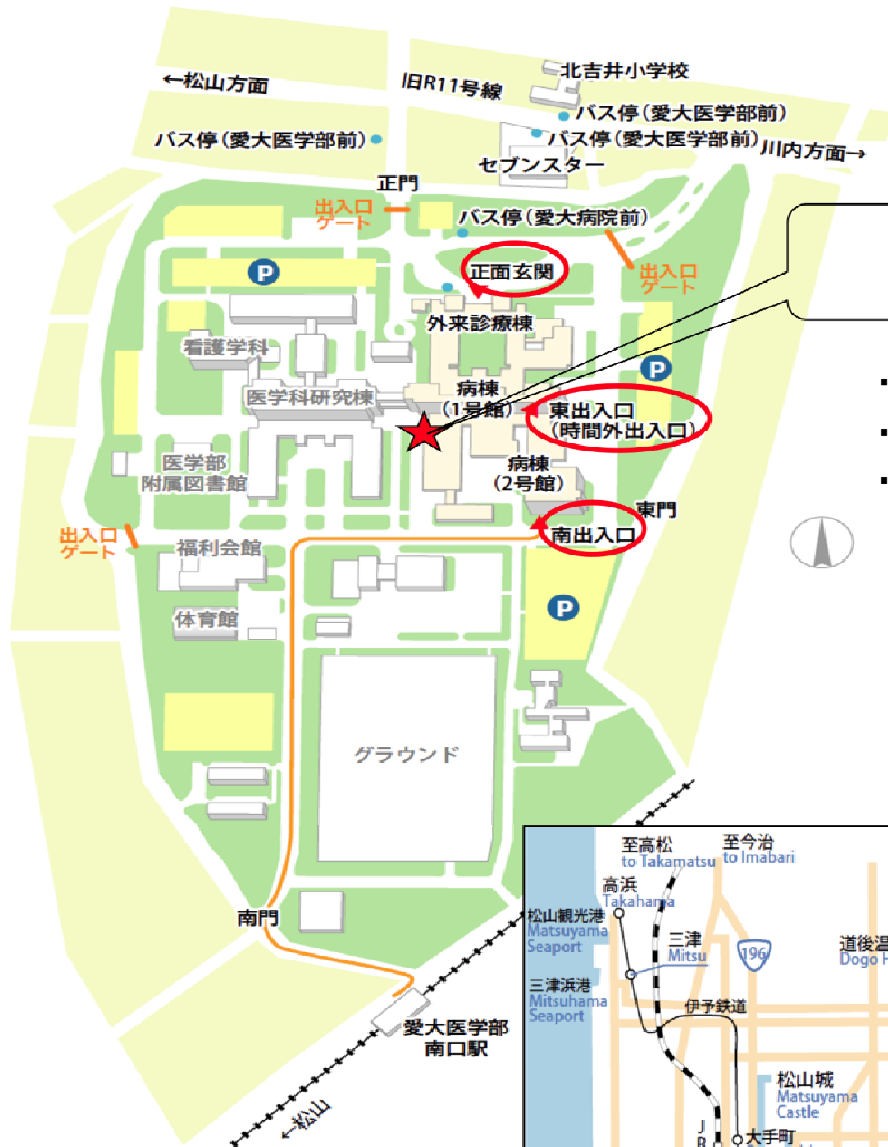 北吉井小学校
←松山方面
旧R11号線
バス停(愛大医学部前)
バス停(愛大医学部前)
バス停(愛大医学部前)
川内方面→
セブンスター
正門
出入口
ゲート
バス停(愛大病院前)
P
正面玄関
出入口
ゲート
外来診療棟
看護学科
P
医学科研究棟
病棟
(1号館)
東出入口
(時間外出入口)
医学部
附属図書館
病棟
(2号館)
東門
出入口
ゲート
福利会館
南出入口
P
体育館
グラウンド
南門
愛大医学部
南口駅
←松山
至高松
to Takamatsu
至今治
to Imabari
高浜
Takahama
松山観光港
Matsuyama
Seaport
三津
Mitsu
196
道後温
Dogo H
三津浜港
Mitsuhama
Seaport
伊予鉄道
松山城
Matsuyama
Castle
J
R
大手町